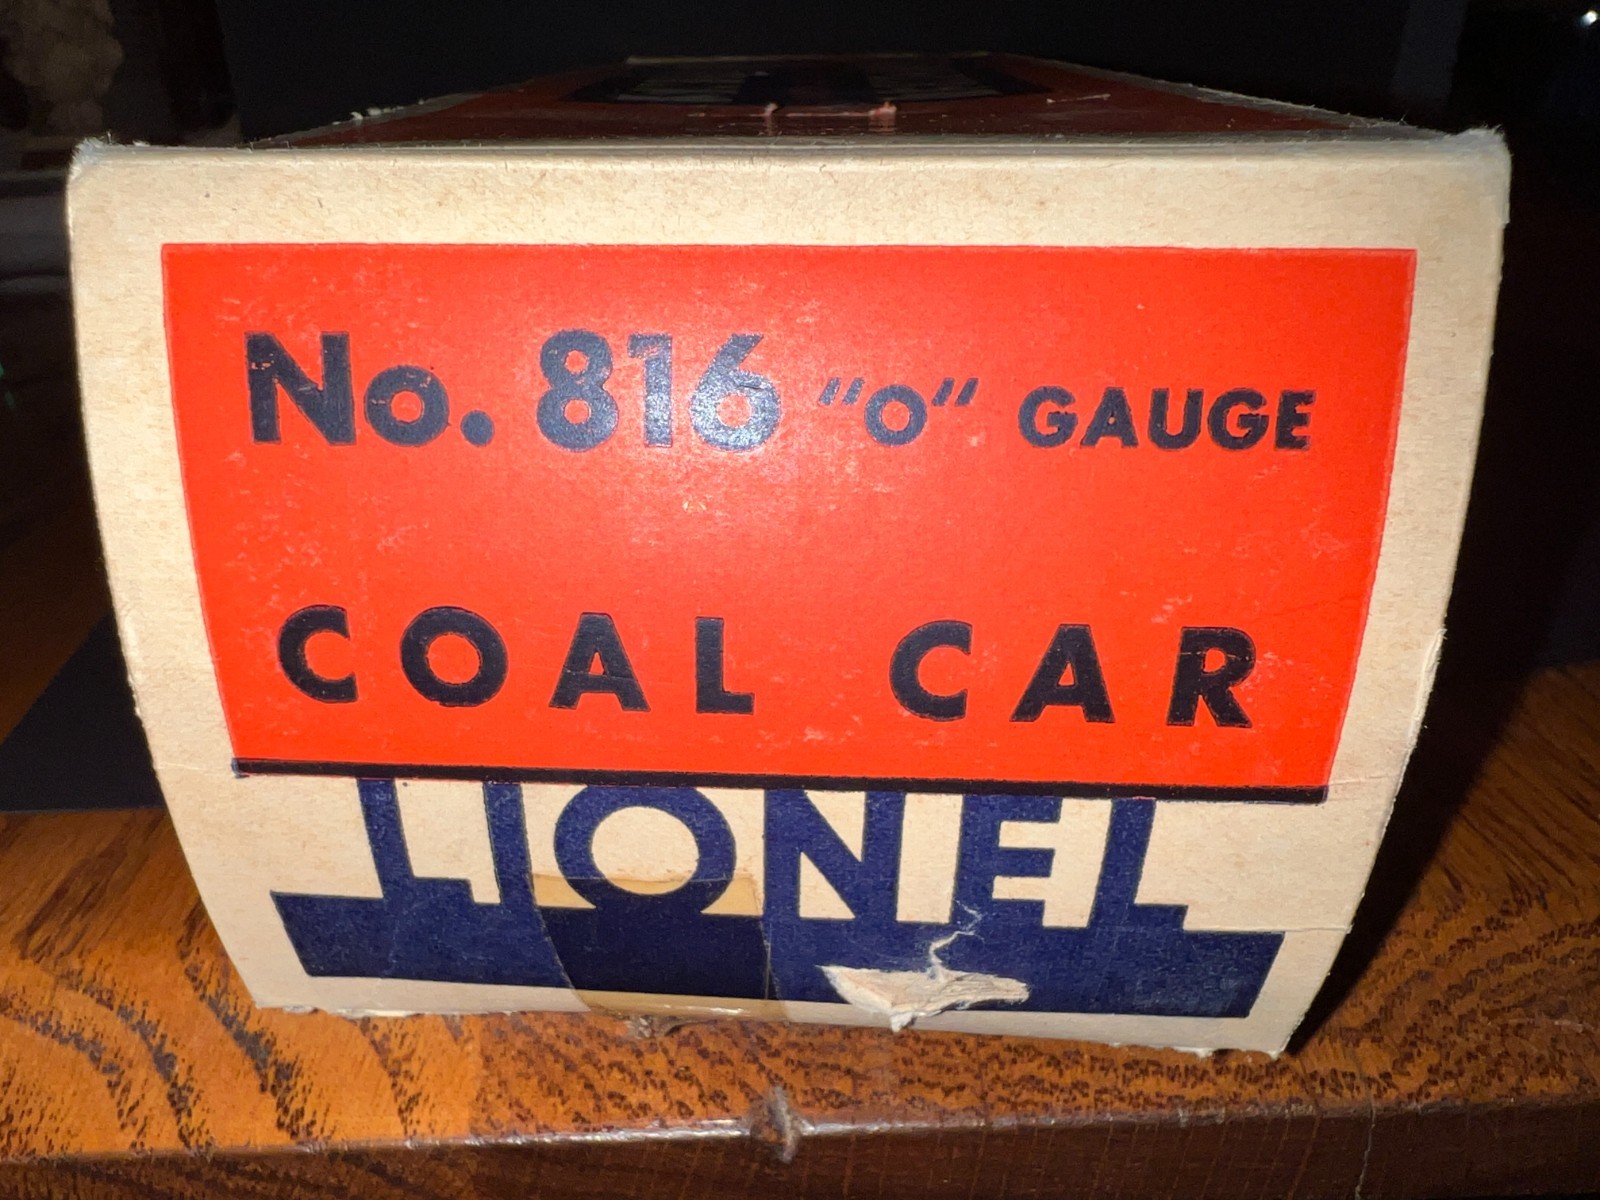 No. 816 "O" GAUGE
COAL CAR
LIONEL